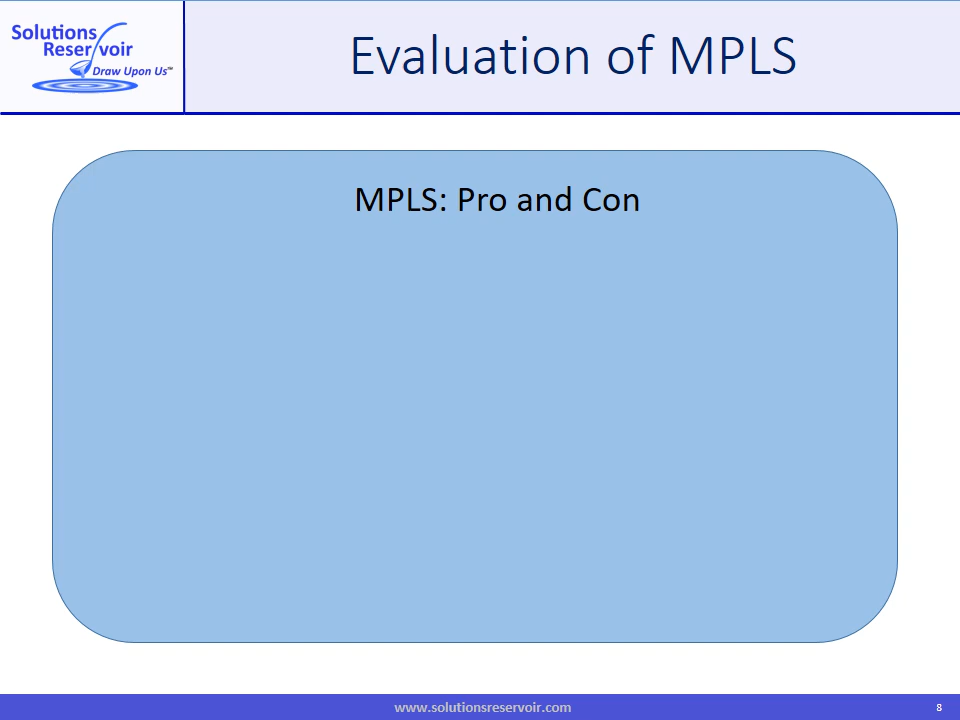 Solutions
Reservoir
Draw Upon Us™
Evaluation of MPLS
MPLS: Pro and Con
www.solutionsreservoir.com
8